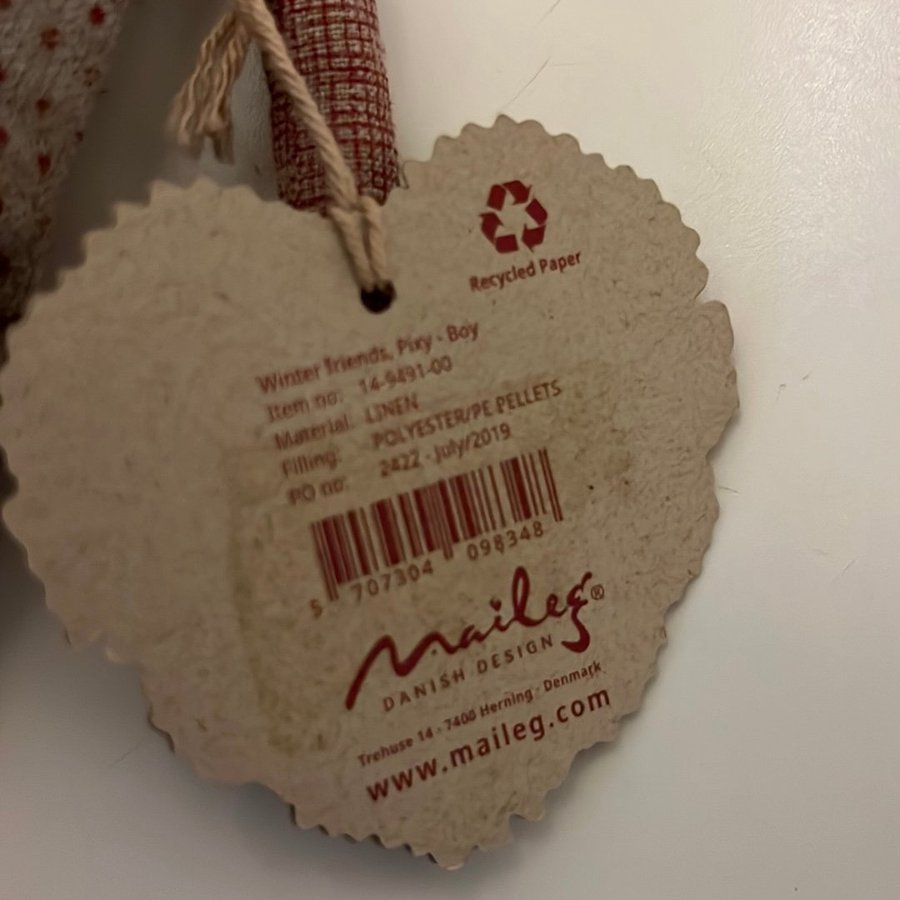 Recycled Paper
Winter friends, Pixy - Boy
Item no: 14-9491-00
Material: LINEN
Filling: POLYESTER/PE PELLETS
PO no: 2422 - July/2019
5 707304 098348
Maileg®
DANISH DESIGN
Trehuse 14 - 7400 Herning - Denmark
www.maileg.com